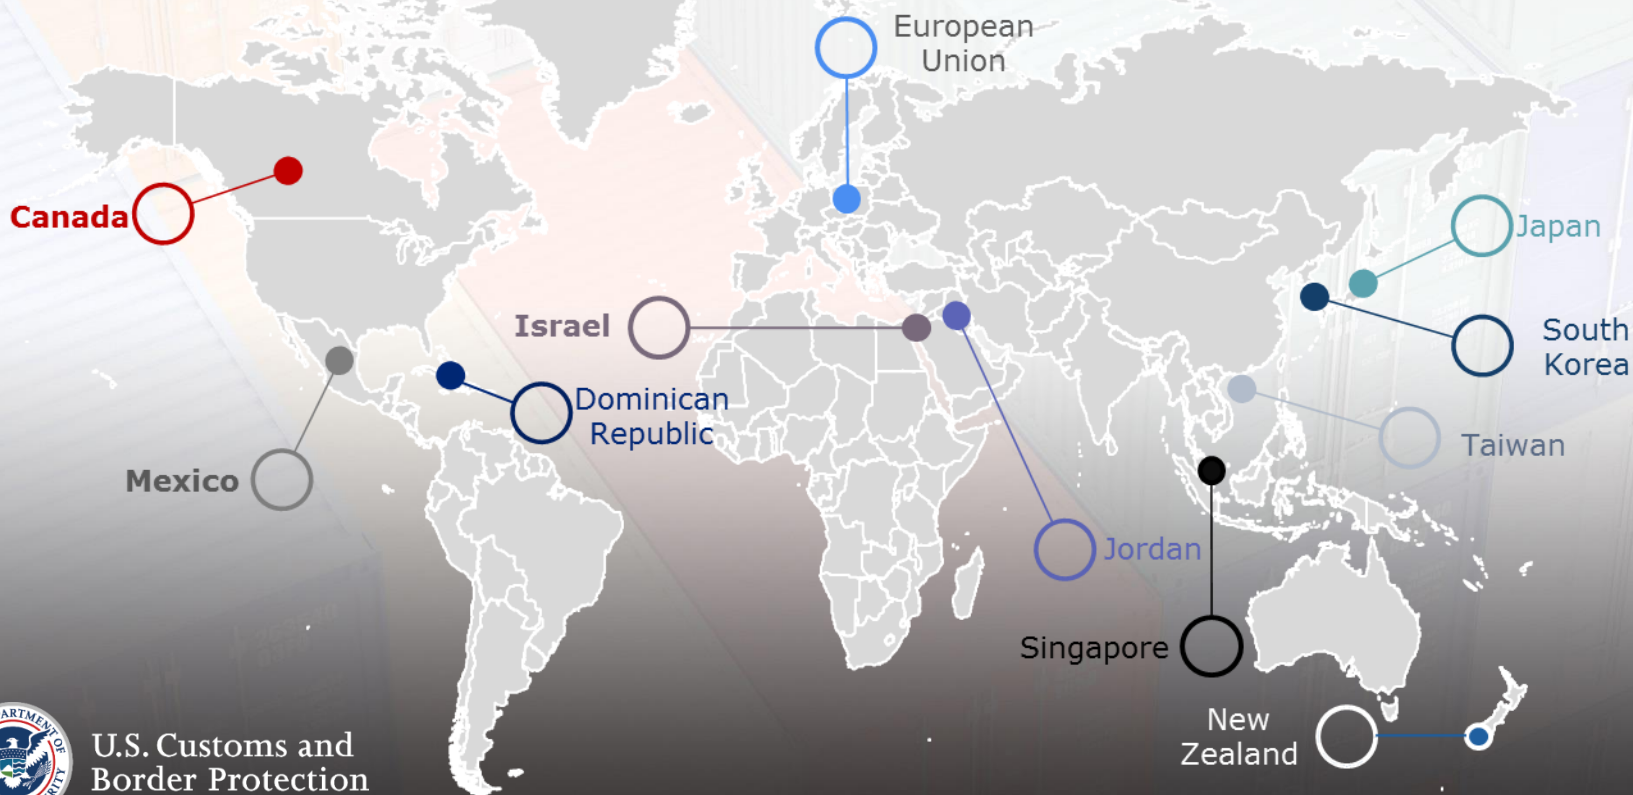 European
Union
Canada
Japan
Israel
South
Korea
Dominican
Republic
Taiwan
Mexico
Jordan
Singapore
New
Zealand
U.S. Customs and
Border Protection